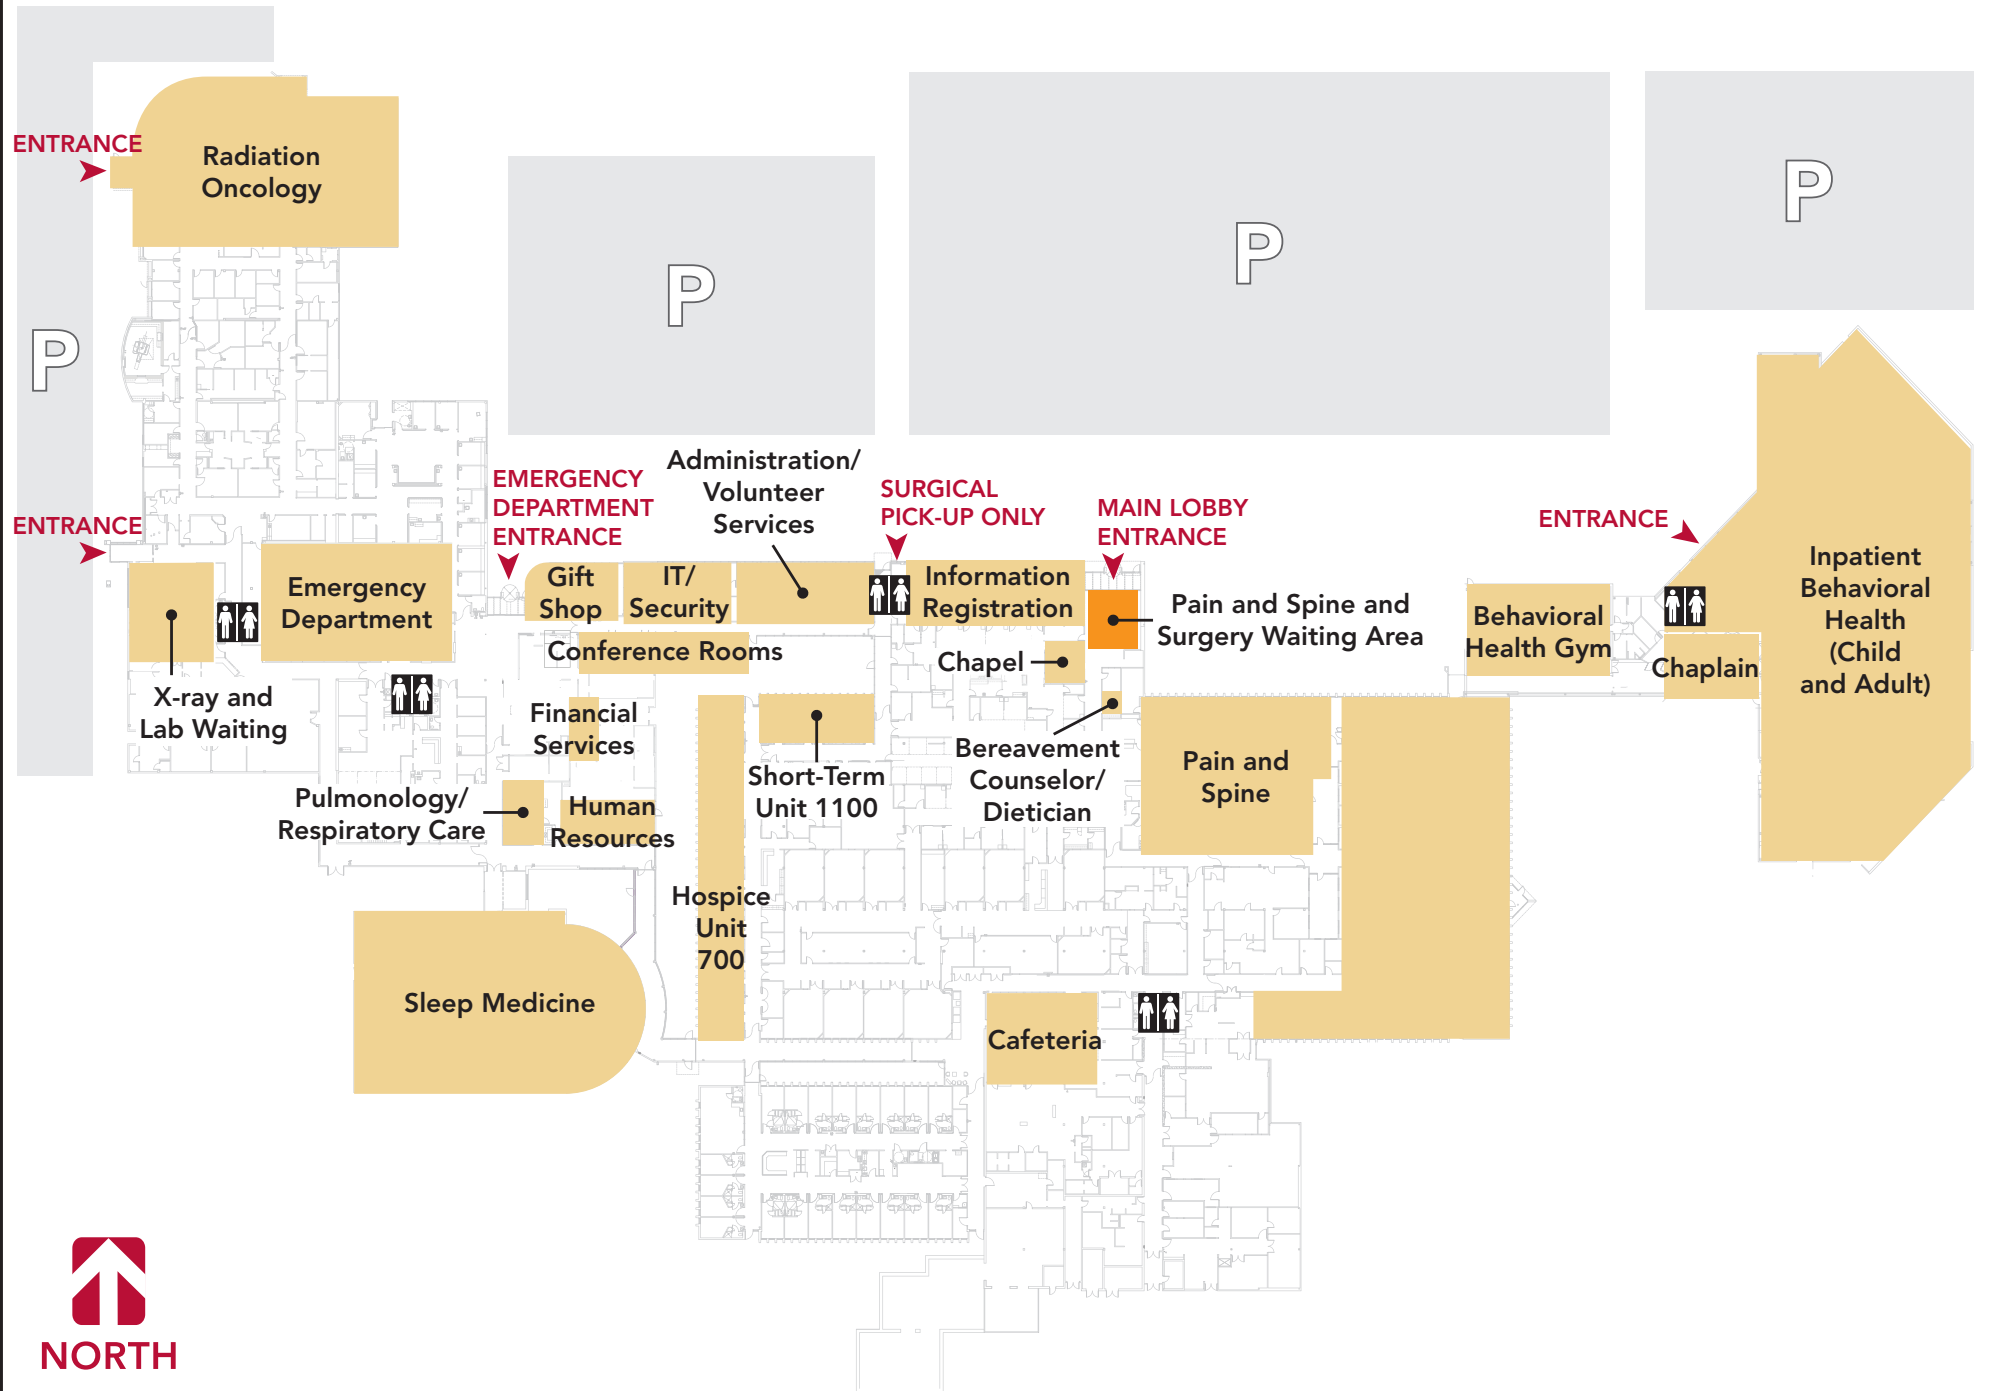 ENTRANCE
Radiation
Oncology
P
P
P
P
ENTRANCE
EMERGENCY
DEPARTMENT
ENTRANCE
Administration/
Volunteer
Services
SURGICAL
PICK-UP ONLY
MAIN LOBBY
ENTRANCE
ENTRANCE
Emergency
Department
Gift
Shop
IT/
Security
Information
Registration
Pain and Spine and
Surgery Waiting Area
Behavioral
Health Gym
Inpatient
Behavioral
Health
(Child
and Adult)
Conference Rooms
Chapel
Chaplain
X-ray and
Lab Waiting
Financial
Services
Short-Term
Unit 1100
Bereavement
Counselor/
Dietician
Pain and
Spine
Pulmonology/
Respiratory Care
Human
Resources
Hospice
Unit
700
Sleep Medicine
Cafeteria
NORTH